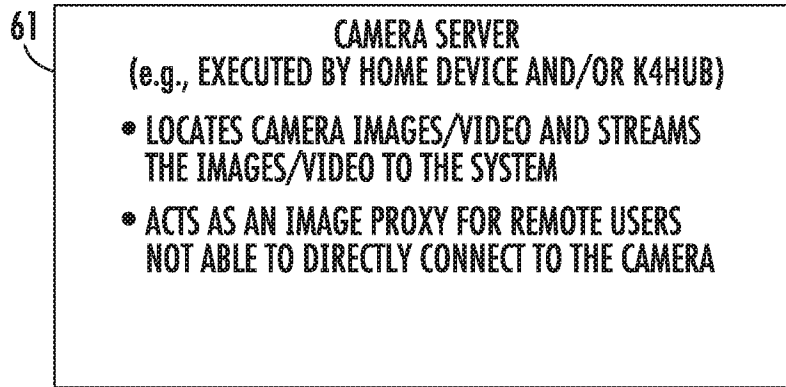 61
CAMERA SERVER
(e.g., EXECUTED BY HOME DEVICE AND/OR K4HUB)
• LOCATES CAMERA IMAGES/VIDEO AND STREAMS
THE IMAGES/VIDEO TO THE SYSTEM
• ACTS AS AN IMAGE PROXY FOR REMOTE USERS
NOT ABLE TO DIRECTLY CONNECT TO THE CAMERA